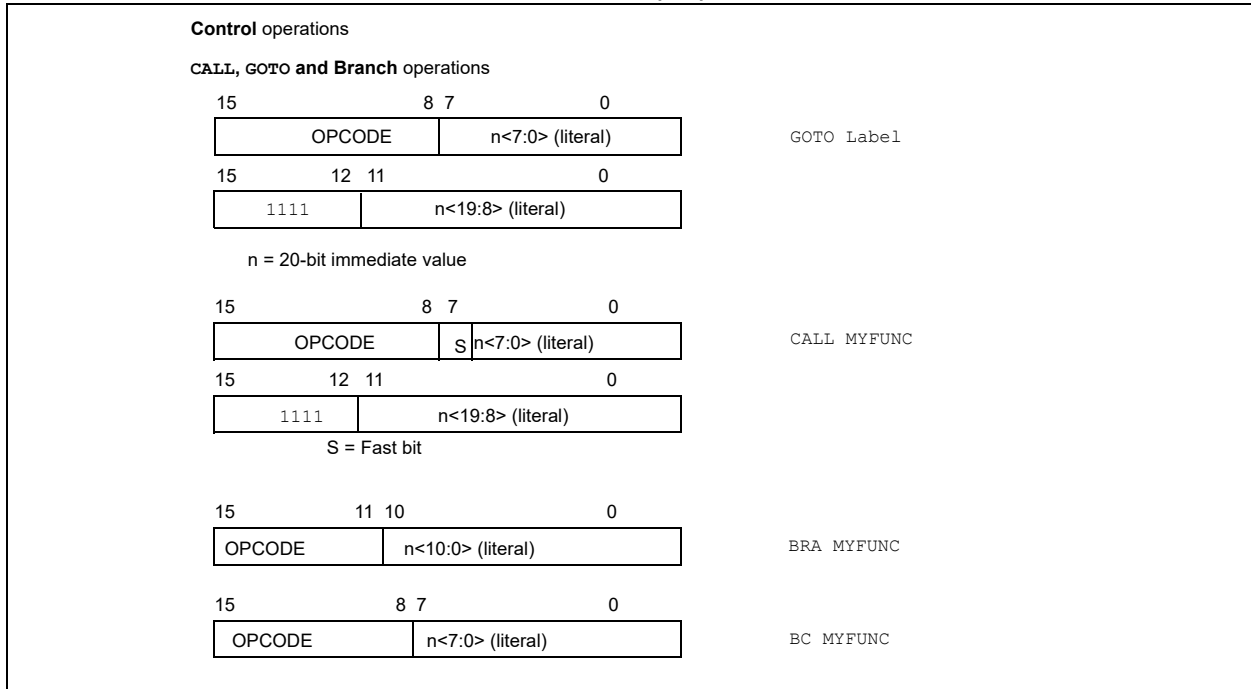 Control operations
CALL, GOTO and Branch operations
15 8 7 0
OPCODE n<7:0> (literal) GOTO Label
15 12 11 0
1111 n<19:8> (literal)
n = 20-bit immediate value
15 8 7 0
OPCODE S n<7:0> (literal) CALL MYFUNC
15 12 11 0
1111 n<19:8> (literal)
S = Fast bit
15 11 10 0
OPCODE n<10:0> (literal) BRA MYFUNC
15 8 7 0
OPCODE n<7:0> (literal) BC MYFUNC